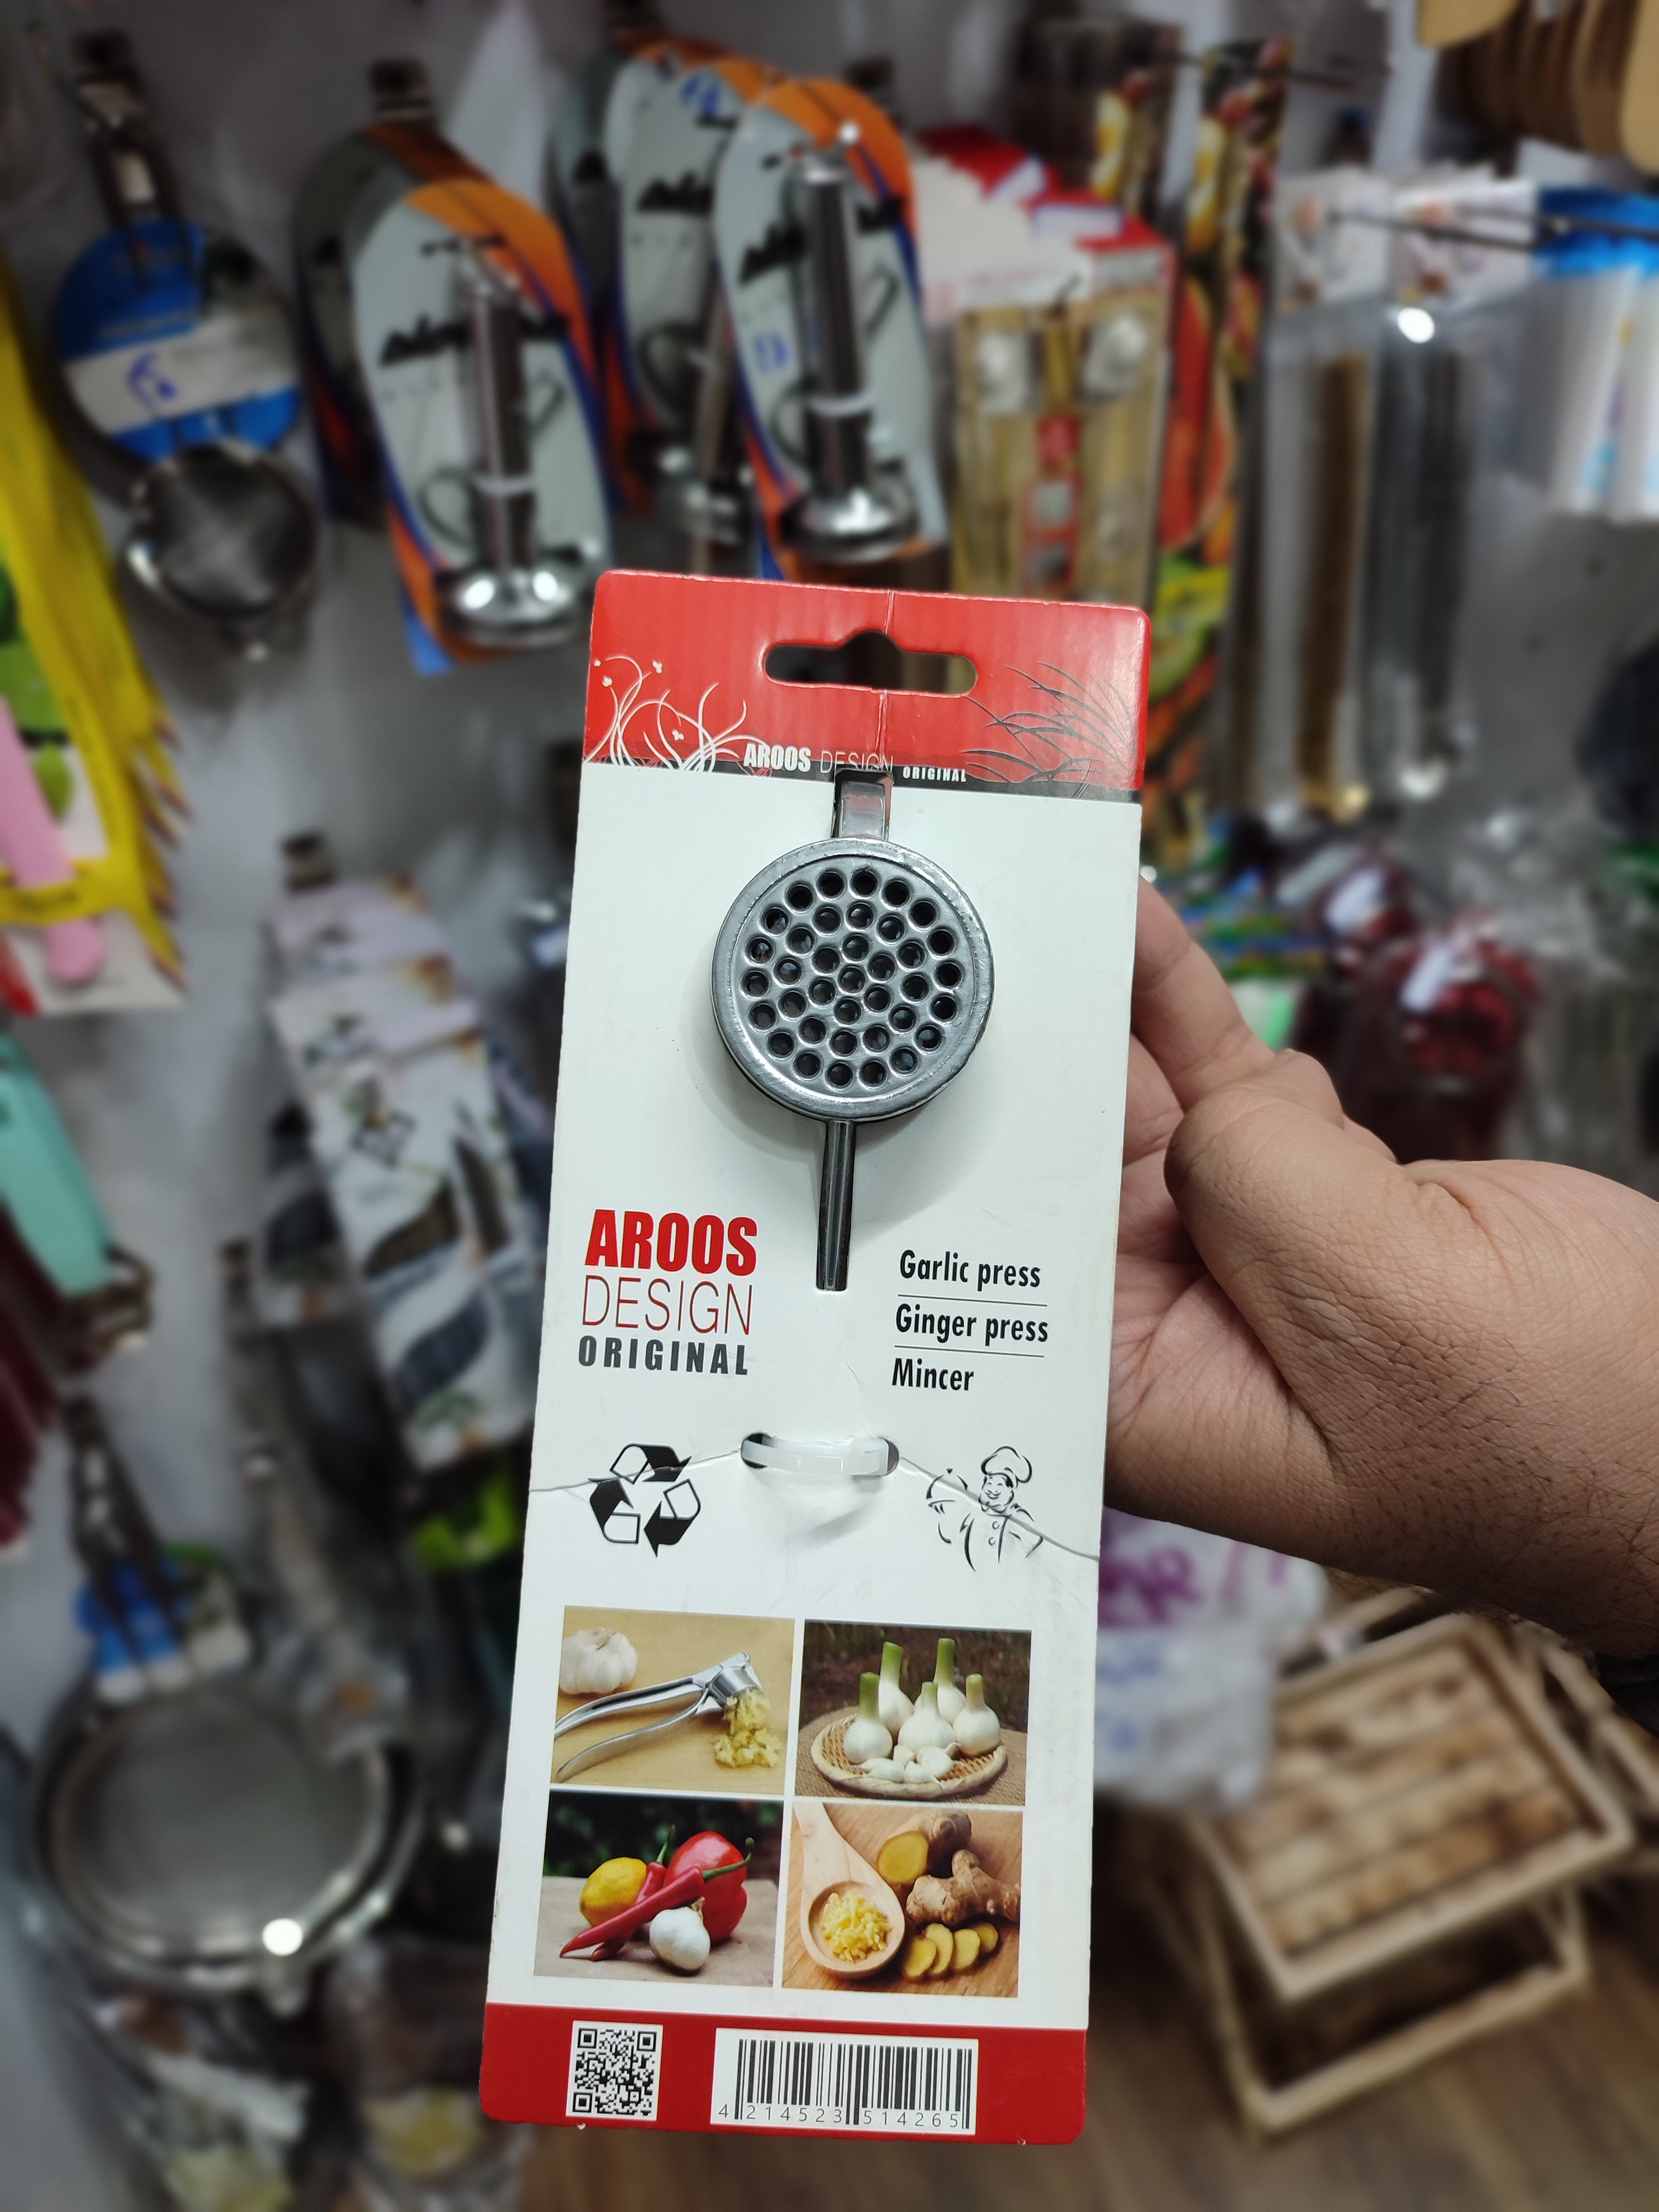 AROOS DESIGN ORIGINAL
AROOS
DESIGN
ORIGINAL
Garlic press
Ginger press
Mincer
4 214523 514265